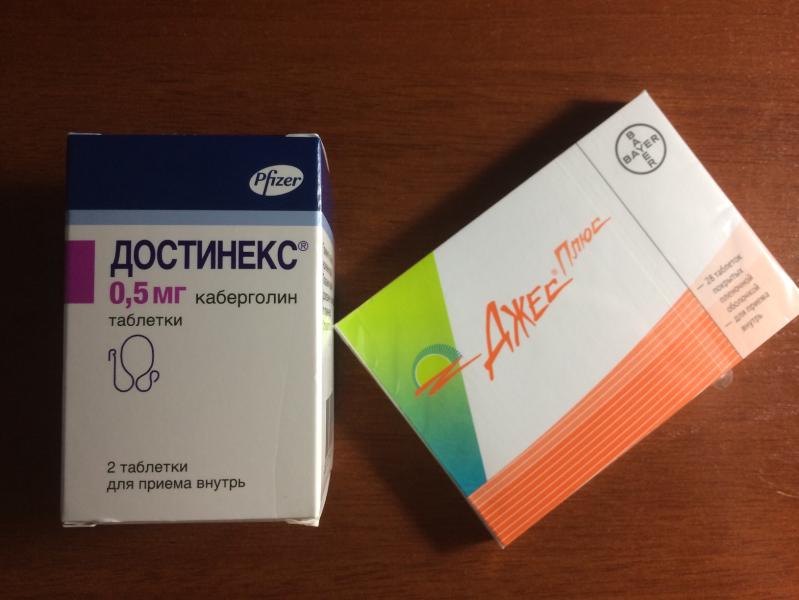 Pfizer
ДОСТИНЕКС®
0,5 мг каберголин
таблетки
2 таблетки
для приема внутрь
BAYER
BAYER
Джес® Плюс
— 28 таблеток
покрытых
пленочной
оболочкой
— для приема
внутрь